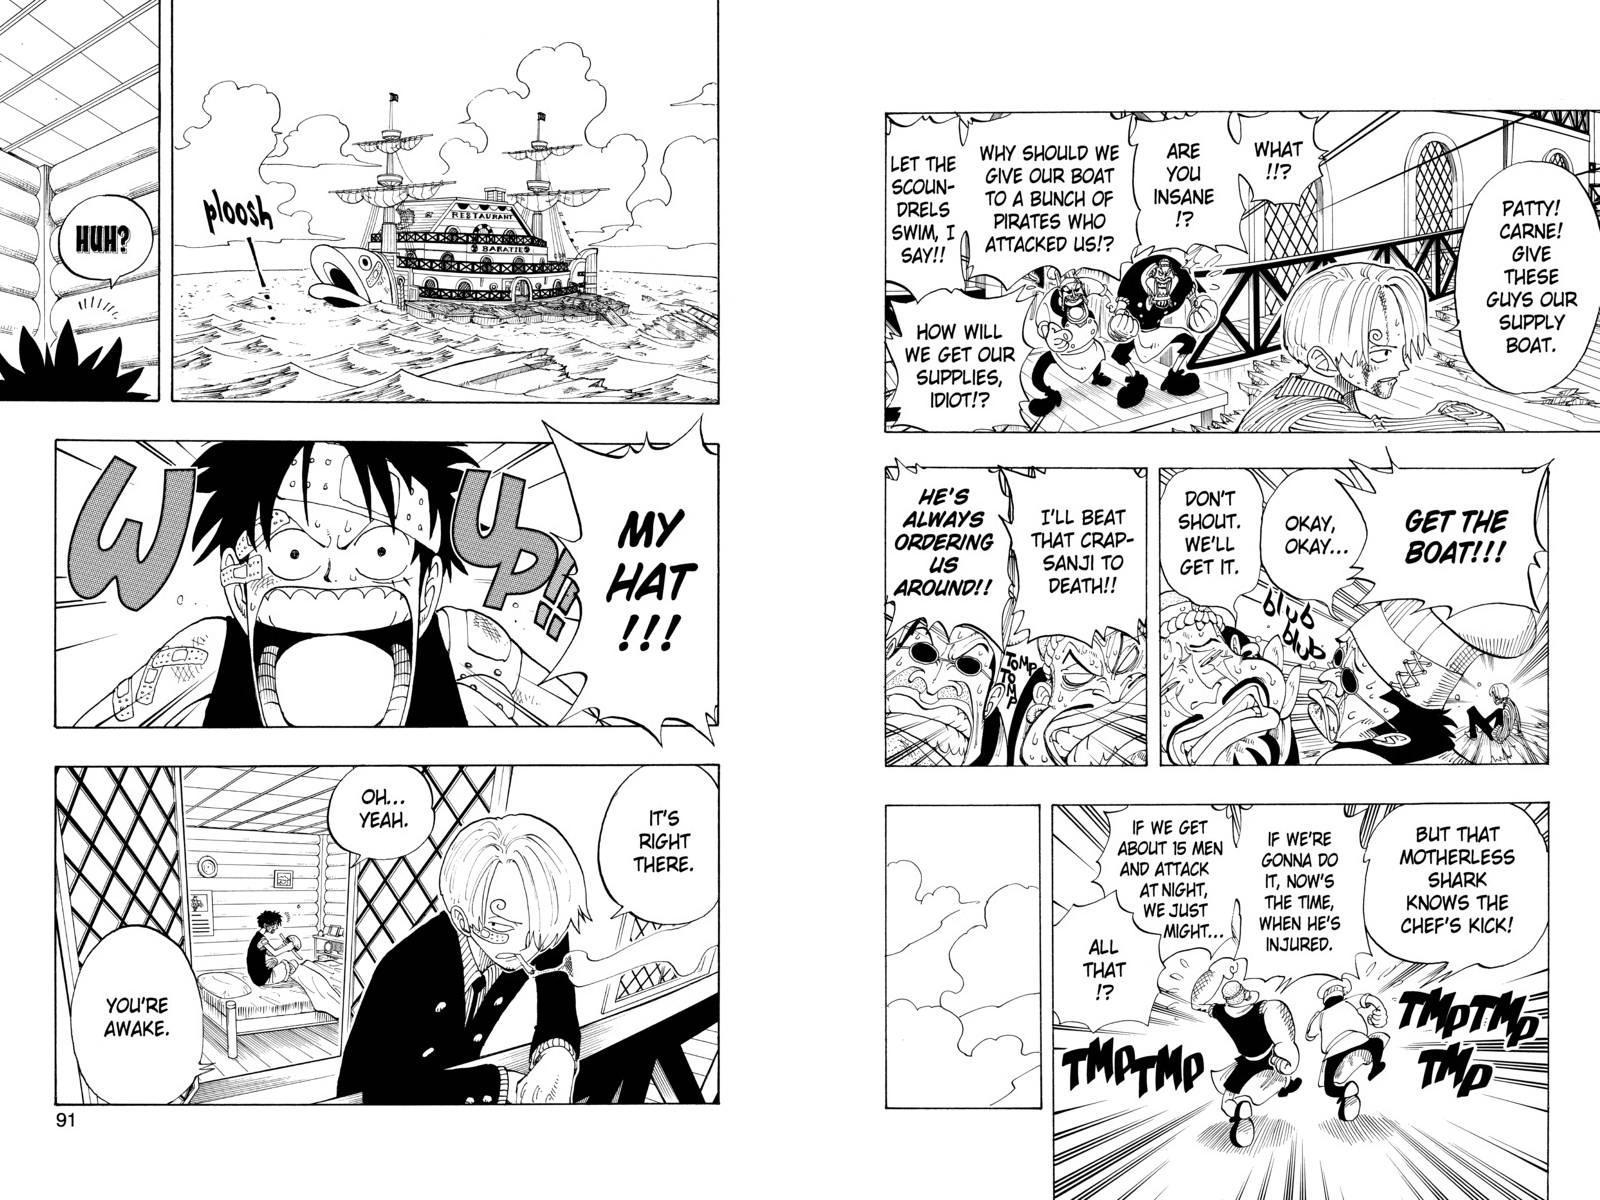 PATTY!
CARNE!
GIVE
THESE
GUYS OUR
SUPPLY
BOAT.
WHAT
!!?
ARE
YOU
INSANE
!?
WHY SHOULD WE
GIVE OUR BOAT
TO A BUNCH OF
PIRATES WHO
ATTACKED US!?
LET THE
SCOUN-
DRELS
SWIM, I
SAY!!
HOW WILL
WE GET OUR
SUPPLIES,
IDIOT!?
GET THE
BOAT!!!
OKAY,
OKAY...
DON'T
SHOUT.
WE'LL
GET IT.
blub
blub
I'LL BEAT
THAT CRAP-
SANJI TO
DEATH!!
HE'S
ALWAYS
ORDERING
US
AROUND!!
TOMP
TOMP
BUT THAT
MOTHERLESS
SHARK
KNOWS THE
CHEF'S KICK!
IF WE'RE
GONNA DO
IT, NOW'S
THE TIME,
WHEN HE'S
INJURED.
IF WE GET
ABOUT 15 MEN
AND ATTACK
AT NIGHT,
WE JUST
MIGHT...
ALL
THAT
!?
TMP TMP
TMP
TMP TMP
RESTAURANT
BARATIE
ploosh
HUH?
MY
HAT
!!!
W UP!!!
IT'S
RIGHT
THERE.
OH...
YEAH.
YOU'RE
AWAKE.
91